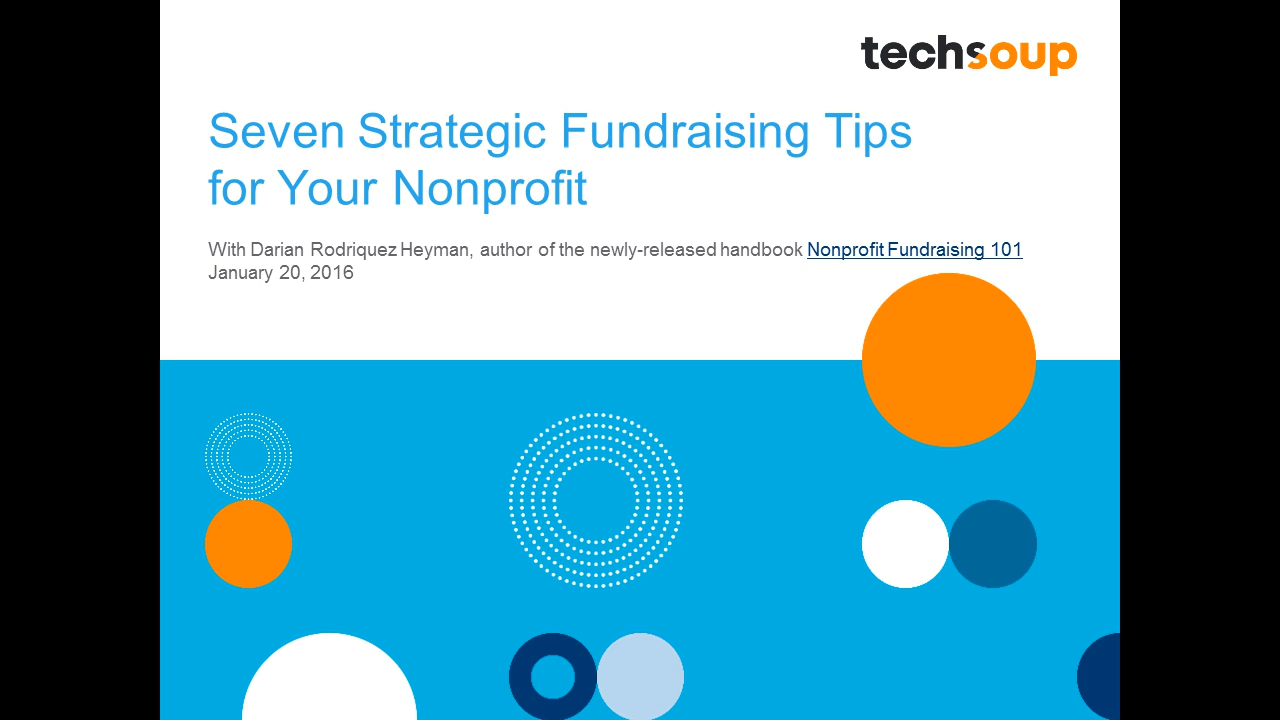 techsoup
Seven Strategic Fundraising Tips
for Your Nonprofit
With Darian Rodriquez Heyman, author of the newly-released handbook Nonprofit Fundraising 101
January 20, 2016